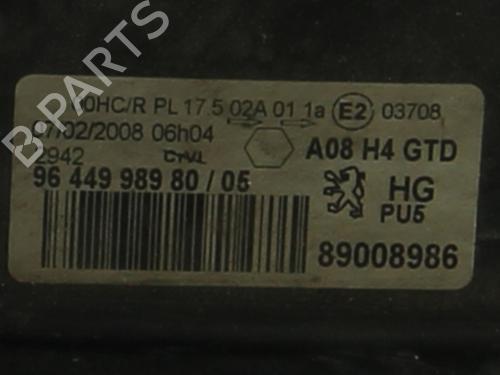 0HC/R PL 17.5 02A 01 1a E2 03708
07/02/2008 06h04
2942 A08 H4 GTD
96 449 989 80 / 05 HG
PU5
89008986
B-PARTS